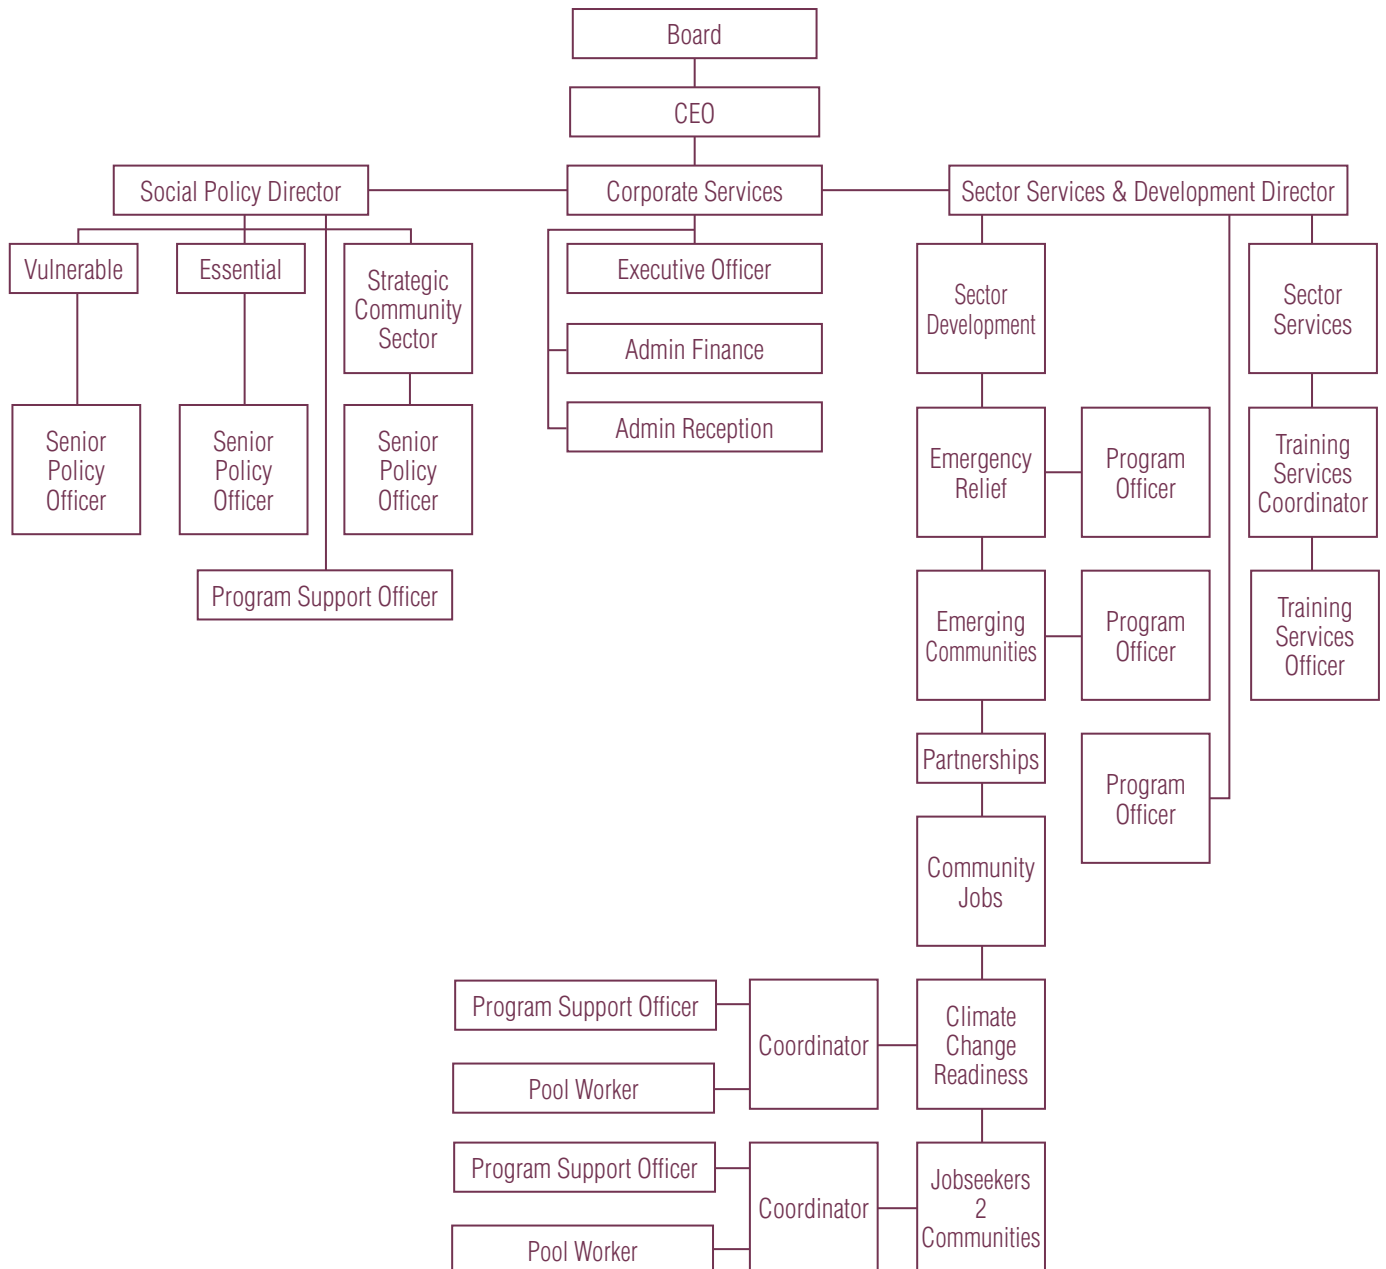 Board
CEO
Social Policy Director
Corporate Services
Sector Services & Development Director
Vulnerable
Essential
Strategic
Community
Sector
Executive Officer
Sector
Development
Sector
Services
Admin Finance
Admin Reception
Senior
Policy
Officer
Senior
Policy
Officer
Senior
Policy
Officer
Emergency
Relief
Program
Officer
Training
Services
Coordinator
Program Support Officer
Emerging
Communities
Program
Officer
Training
Services
Officer
Partnerships
Program
Officer
Community
Jobs
Program Support Officer
Pool Worker
Coordinator
Climate
Change
Readiness
Program Support Officer
Pool Worker
Coordinator
Jobseekers
2
Communities